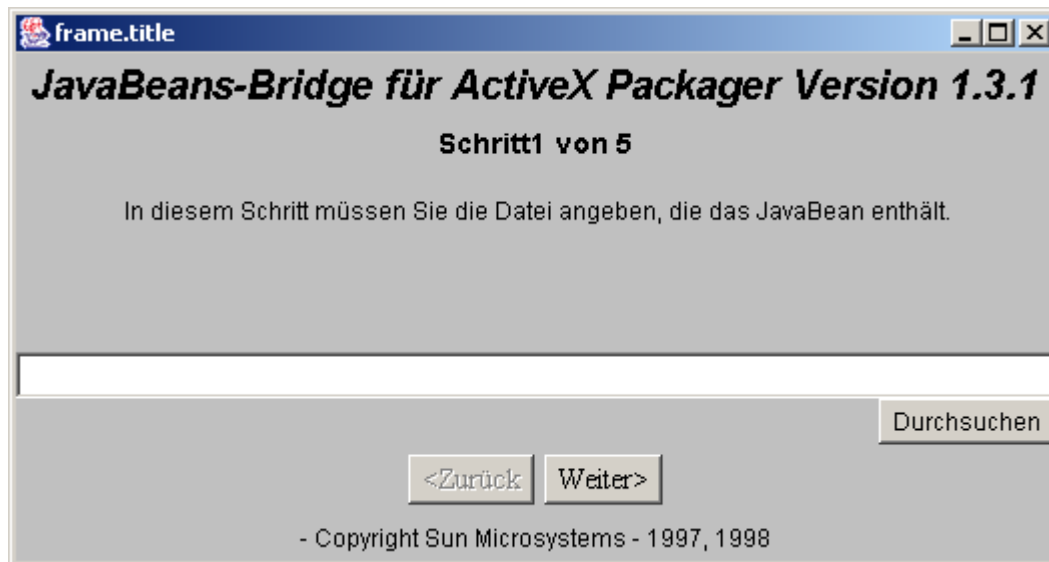 frame.title
JavaBeans-Bridge für ActiveX Packager Version 1.3.1
Schritt1 von 5
In diesem Schritt müssen Sie die Datei angeben, die das JavaBean enthält.
Durchsuchen
<Zurück Weiter>
- Copyright Sun Microsystems - 1997, 1998